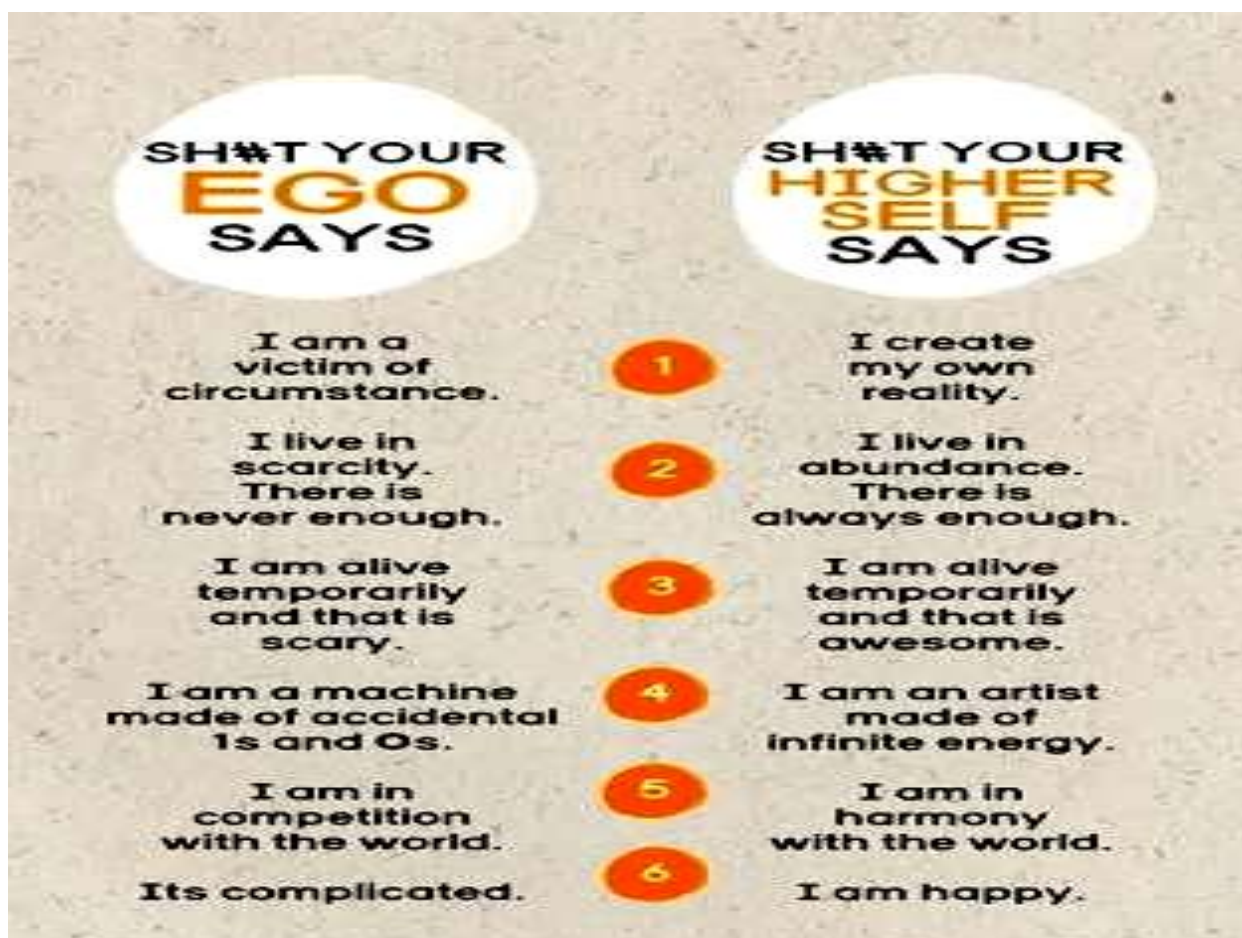 SH#T YOUR
EGO
SAYS
SH#T YOUR
HIGHER
SELF
SAYS
I am a
victim of
circumstance.
1
I create
my own
reality.
I live in
scarcity.
There is
never enough.
2
I live in
abundance.
There is
always enough.
I am alive
temporarily
and that is
scary.
3
I am alive
temporarily
and that is
awesome.
I am a machine
made of accidental
1s and 0s.
4
I am an artist
made of
infinite energy.
I am in
competition
with the world.
5
I am in
harmony
with the world.
Its complicated.
6
I am happy.